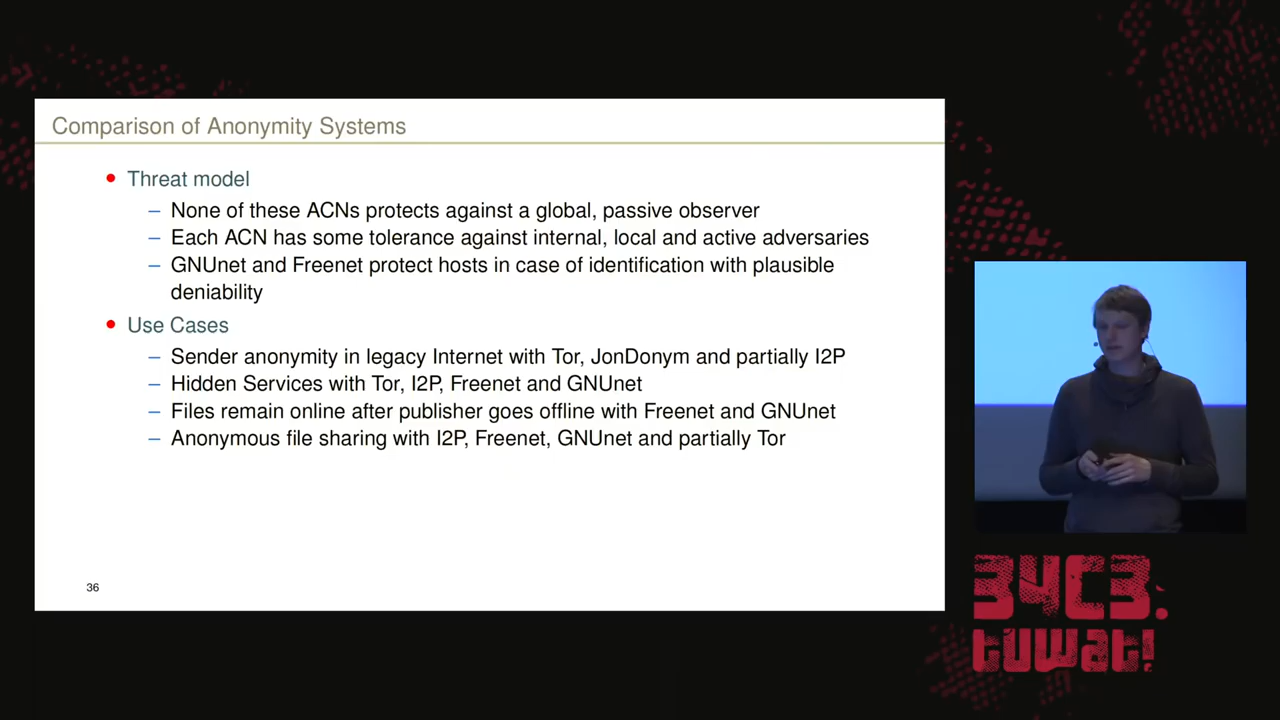 Comparison of Anonymity Systems
• Threat model
– None of these ACNs protects against a global, passive observer
– Each ACN has some tolerance against internal, local and active adversaries
– GNUnet and Freenet protect hosts in case of identification with plausible
deniability
• Use Cases
– Sender anonymity in legacy Internet with Tor, JonDonym and partially I2P
– Hidden Services with Tor, I2P, Freenet and GNUnet
– Files remain online after publisher goes offline with Freenet and GNUnet
– Anonymous file sharing with I2P, Freenet, GNUnet and partially Tor
36
34C3.
tuwat!